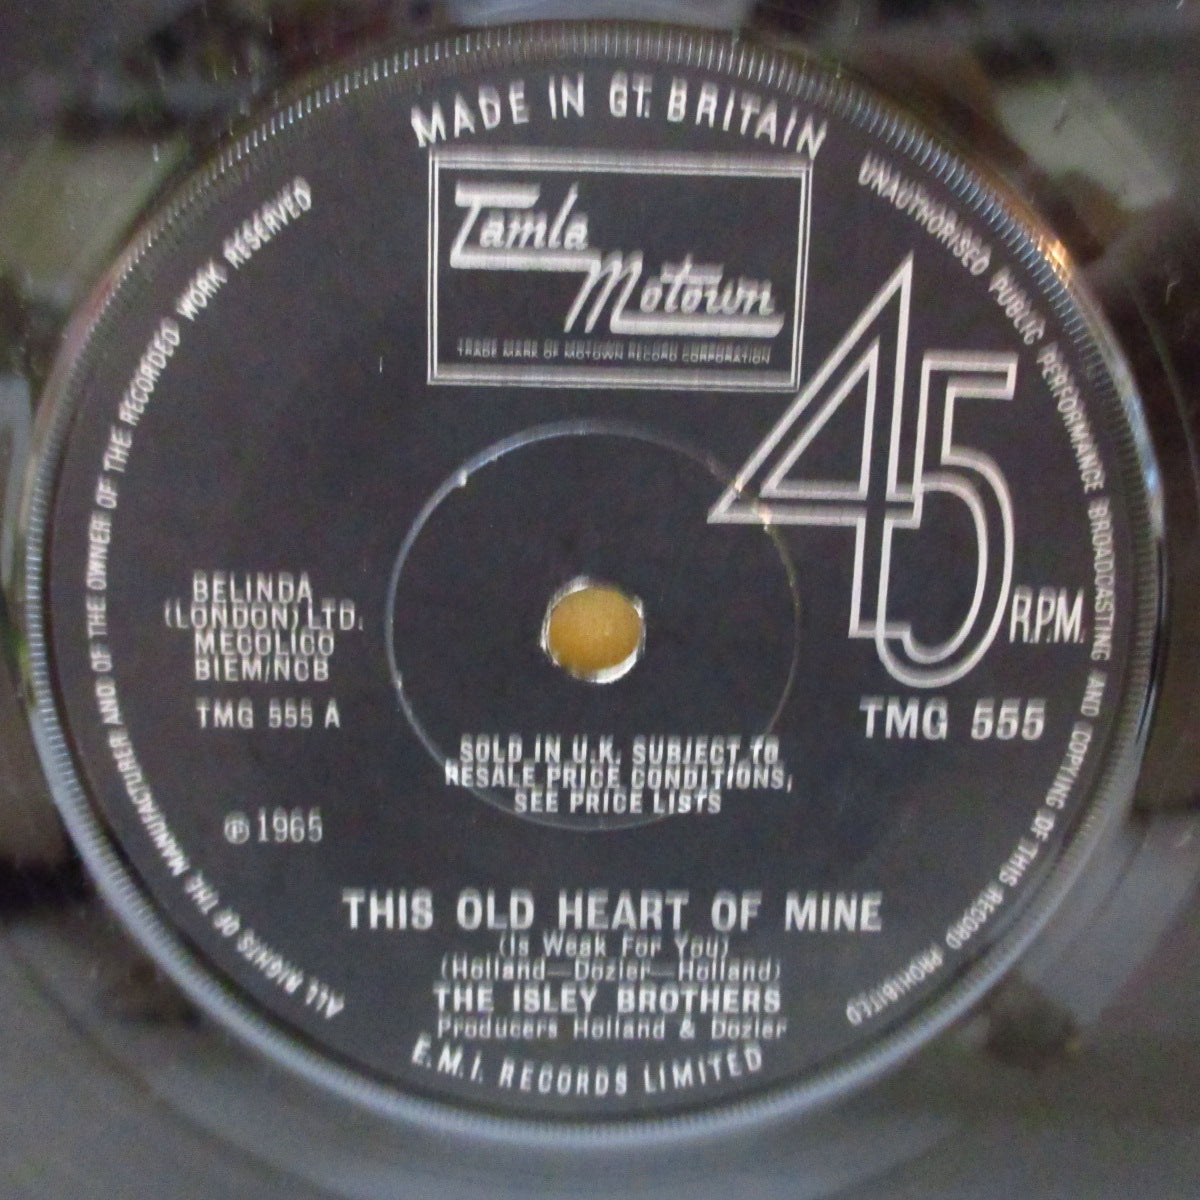 MADE IN GT. BRITAIN
Tamla
Motown
TRADE MARK OF MOTOWN RECORD CORPORATION
45
R.P.M.
TMG 555
BELINDA
(LONDON) LTD.
MECOLICO
BIEM/NCB
TMG 555 A
SOLD IN U.K. SUBJECT TO
RESALE PRICE CONDITIONS,
SEE PRICE LISTS
℗ 1965
THIS OLD HEART OF MINE
(Is Weak For You)
(Holland—Dozier—Holland)
THE ISLEY BROTHERS
Producers Holland & Dozier
E.M.I. RECORDS LIMITED
ALL RIGHTS OF THE MANUFACTURER AND OF THE OWNER OF THE RECORDED WORK RESERVED
UNAUTHORISED PUBLIC PERFORMANCE BROADCASTING AND COPYING OF THIS RECORD PROHIBITED